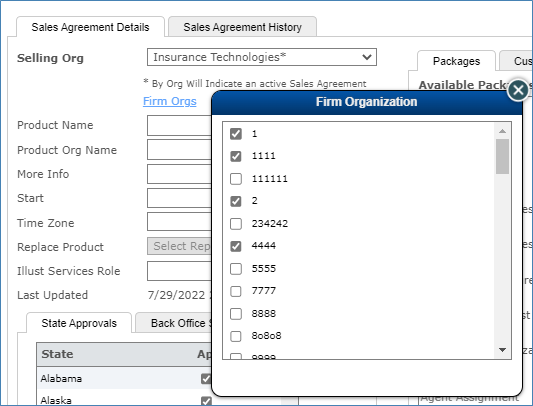 Sales Agreement Details
Sales Agreement History
Selling Org
Insurance Technologies*
* By Org Will Indicate an active Sales Agreement
Firm Orgs
Product Name
Product Org Name
More Info
Start
Time Zone
Replace Product
Select Rep
Illust Services Role
Last Updated
7/29/2022
State Approvals
Back Office
State
Alabama
Alaska
Packages
Available
Firm Organization
1
1111
111111
2
234242
4444
5555
7777
8888
8o8o8
9999
Agent Assignment